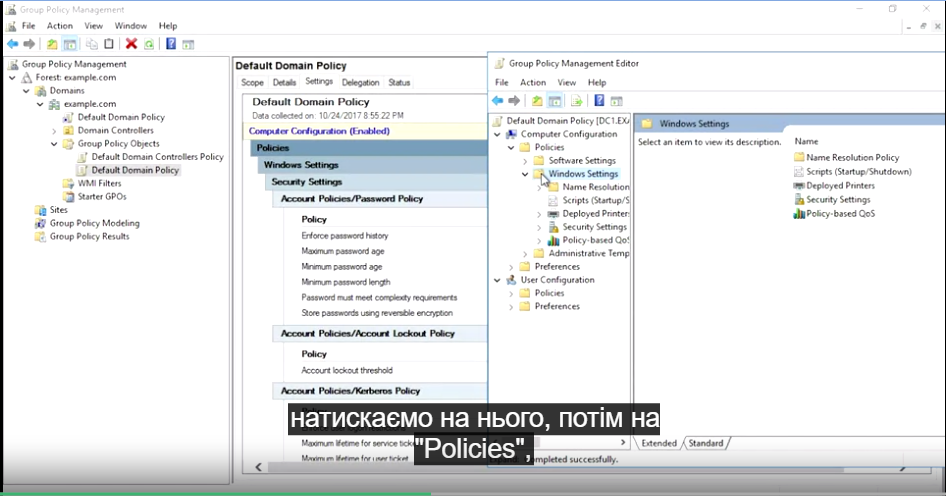 Group Policy Management
File Action View Window Help
Group Policy Management
Forest: example.com
Domains
example.com
Default Domain Policy
Domain Controllers
Group Policy Objects
Default Domain Controllers Policy
Default Domain Policy
WMI Filters
Starter GPOs
Sites
Group Policy Modeling
Group Policy Results
Default Domain Policy
Scope Details Settings Delegation Status
Default Domain Policy
Data collected on: 10/24/2017 8:55:22 PM
Computer Configuration (Enabled)
Policies
Windows Settings
Security Settings
Account Policies/Password Policy
Policy
Enforce password history
Maximum password age
Minimum password age
Minimum password length
Password must meet complexity requirements
Store passwords using reversible encryption
Account Policies/Account Lockout Policy
Policy
Account lockout threshold
Account Policies/Kerberos Policy
Maximum lifetime for service ticket
Maximum lifetime for user ticket
Group Policy Management Editor
File Action View Help
Default Domain Policy [DC1.EXA
Computer Configuration
Policies
Software Settings
Windows Settings
Name Resolution
Scripts (Startup/S
Deployed Printers
Security Settings
Policy-based QoS
Administrative Temp
Preferences
User Configuration
Policies
Preferences
Windows Settings
Select an item to view its description.
Name
Name Resolution Policy
Scripts (Startup/Shutdown)
Deployed Printers
Security Settings
Policy-based QoS
Extended Standard
completed successfully.
натискаємо на нього, потім на
"Policies",